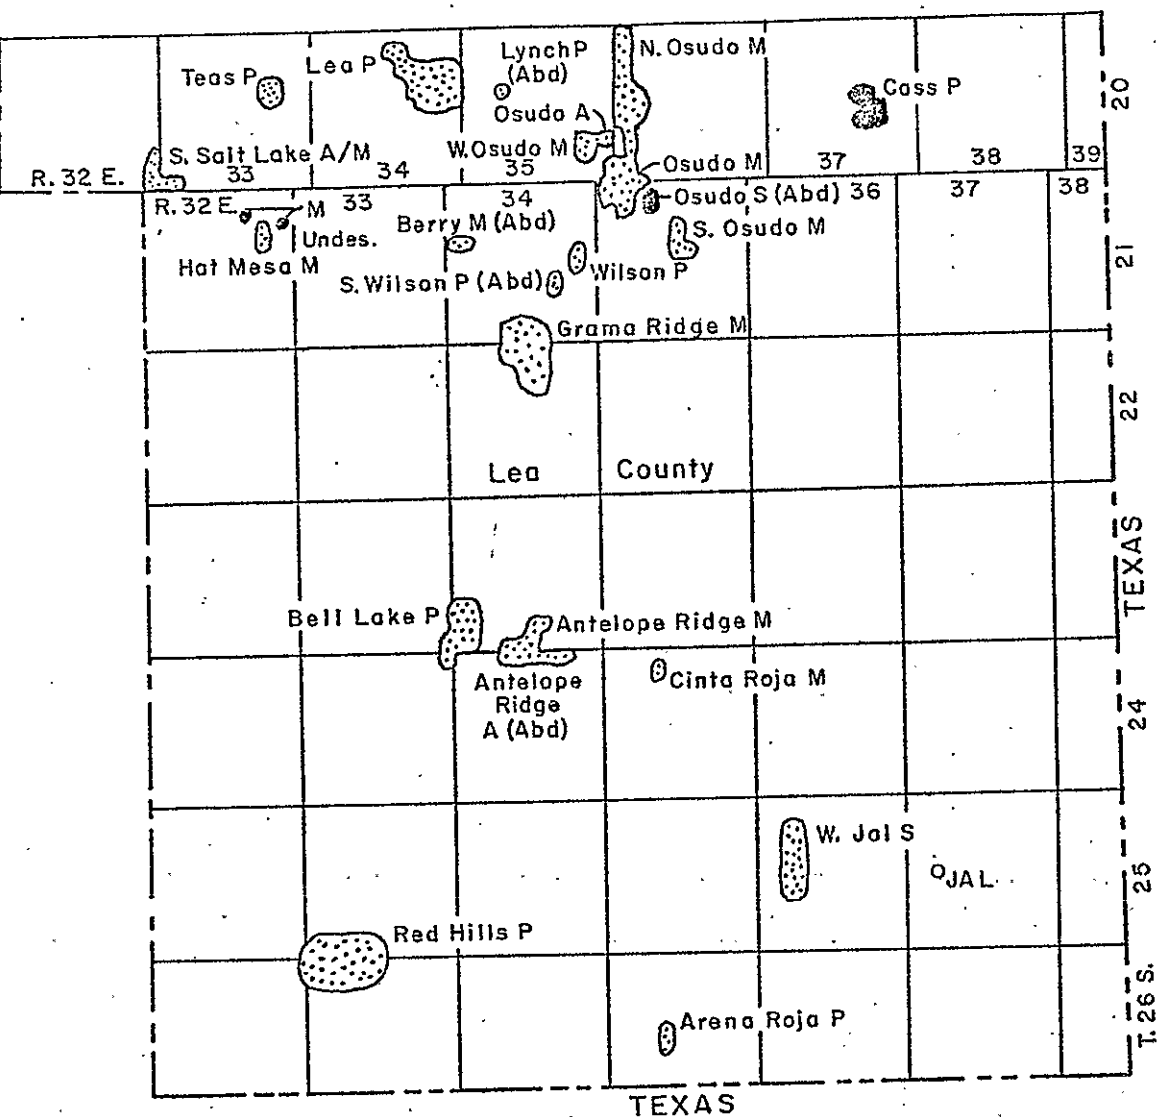 Teas P
Lea P
Lynch P
(Abd)
N. Osudo M
Cass P
20
Osudo A
W. Osudo M
S. Salt Lake A/M
Osudo M
R. 32 E.
33
34
35
37
38
39
R. 32 E.
M
33
34
Osudo S (Abd)
36
37
38
Undes.
Berry M (Abd)
S. Osudo M
Hat Mesa M
S. Wilson P (Abd)
Wilson P
21
Grama Ridge M
22
Lea County
TEXAS
Bell Lake P
Antelope Ridge M
Antelope
Ridge
A (Abd)
Cinta Roja M
24
W. Jal S
JAL
25
Red Hills P
Arena Roja P
T. 26 S.
TEXAS